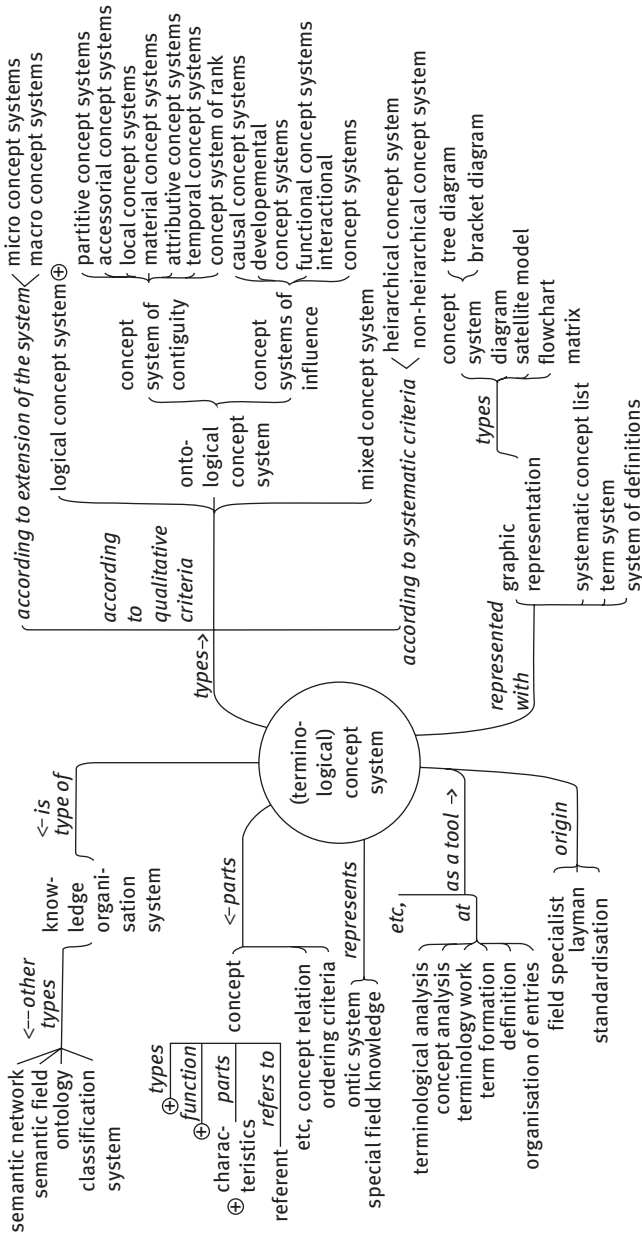 semantic network
semantic field
ontology
classification
system
<--- other
types
know-
ledge
organi-
sation
system
<- is
type of
(termino-
logical)
concept
system
<-parts
concept
⊕ types
⊕ function
parts
charac-
⊕ teristics
refers to
referent
etc, concept relation
ordering criteria
represents
ontic system
special field knowledge
as a tool ->
etc,
at
terminological analysis
concept analysis
terminology work
term formation
definition
organisation of entries
origin
field specialist
layman
standardisation
types->
according to extension of the system
micro concept systems
macro concept systems
according
to
qualitative
criteria
logical concept system ⊕
onto-
logical
concept
system
concept
system of
contiguity
partitive concept systems
accessorial concept systems
local concept systems
material concept systems
attributive concept systems
temporal concept systems
concept system of rank
concept
systems of
influence
causal concept systems
developemental
concept systems
functional concept systems
interactional
concept systems
mixed concept system
according to systematic criteria
heirarchical concept system
non-heirarchical concept system
represented
with
graphic
representation
types
concept
system
diagram
tree diagram
bracket diagram
satellite model
flowchart
matrix
systematic concept list
term system
system of definitions